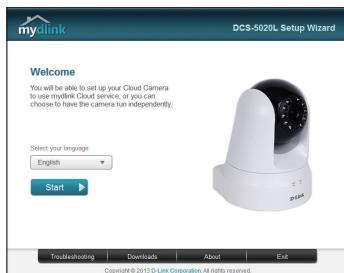 mydlink
DCS-5020L Setup Wizard
Welcome
You will be able to set up your Cloud Camera
to use mydlink Cloud service, or you can
choose to have the camera run independently.
Select your language:
English
Start
D-Link
Troubleshooting Downloads About Exit
Copyright © 2013 D-Link Corporation. All rights reserved.